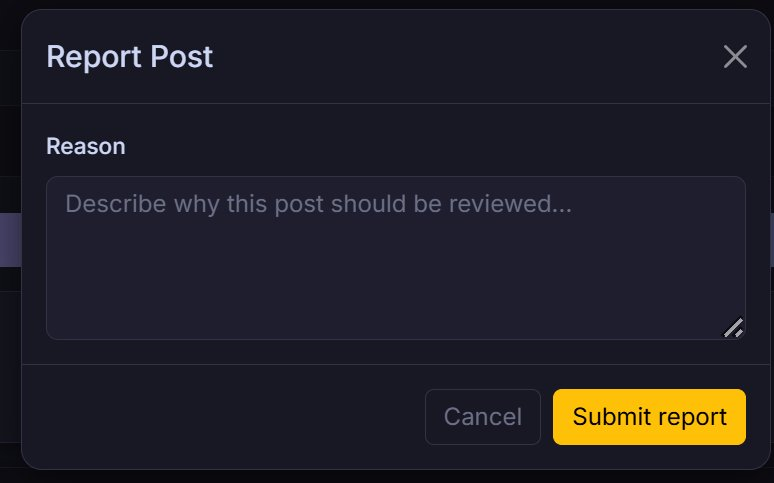 Report Post
Reason
Describe why this post should be reviewed...
Cancel
Submit report